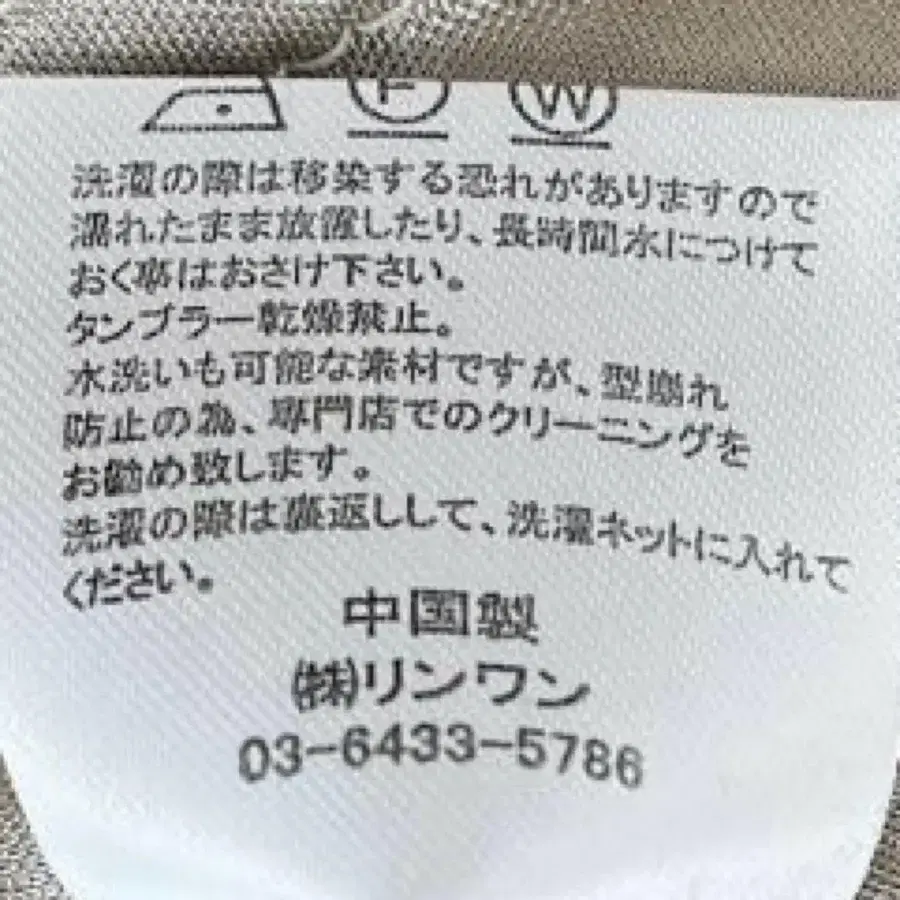 F W
洗濯の際は移染する恐れがありますので
濡れたまま放置したり、長時間水につけて
おく事はおさけ下さい。
タンブラー乾燥禁止。
水洗いも可能な素材ですが、型崩れ
防止の為、専門店でのクリーニングを
お勧め致します。
洗濯の際は裏返しして、洗濯ネットに入れて
ください。
中国製
㈱リンワン
03-6433-5786